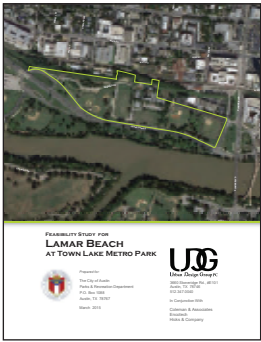 Feasibility Study for
Lamar Beach
at Town Lake Metro Park
UDG
Urban Design Group PC
Prepared for
The City of Austin
Parks & Recreation Department
P.O. Box 1088
Austin, TX 78767
March 2015
Austin, TX
In Conjunction With:
Coleman & Associates
Encotech
Hicks & Company